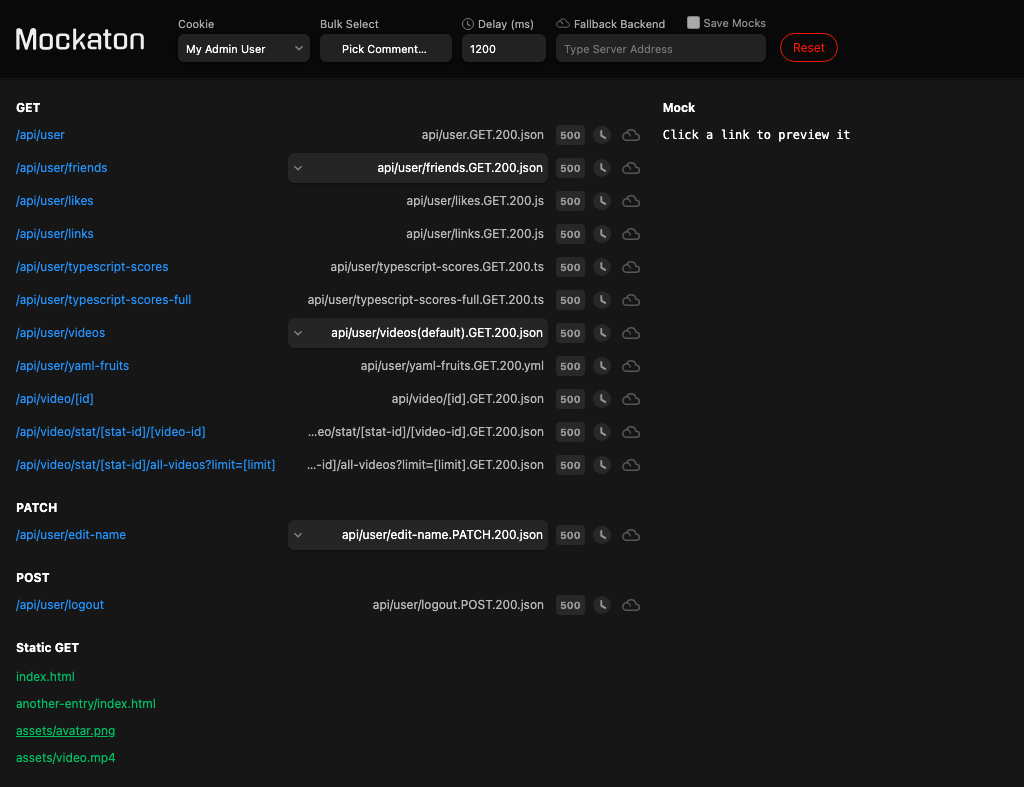 Mockaton
Cookie
My Admin User
Bulk Select
Pick Comment...
Delay (ms)
1200
Fallback Backend
Type Server Address
Save Mocks
Reset
GET
/api/user api/user.GET.200.json 500
/api/user/friends api/user/friends.GET.200.json 500
/api/user/likes api/user/likes.GET.200.js 500
/api/user/links api/user/links.GET.200.js 500
/api/user/typescript-scores api/user/typescript-scores.GET.200.ts 500
/api/user/typescript-scores-full api/user/typescript-scores-full.GET.200.ts 500
/api/user/videos api/user/videos(default).GET.200.json 500
/api/user/yaml-fruits api/user/yaml-fruits.GET.200.yml 500
/api/video/[id] api/video/[id].GET.200.json 500
/api/video/stat/[stat-id]/[video-id] ...eo/stat/[stat-id]/[video-id].GET.200.json 500
/api/video/stat/[stat-id]/all-videos?limit=[limit] ...-id]/all-videos?limit=[limit].GET.200.json 500
PATCH
/api/user/edit-name api/user/edit-name.PATCH.200.json 500
POST
/api/user/logout api/user/logout.POST.200.json 500
Static GET
index.html
another-entry/index.html
assets/avatar.png
assets/video.mp4
Mock
Click a link to preview it